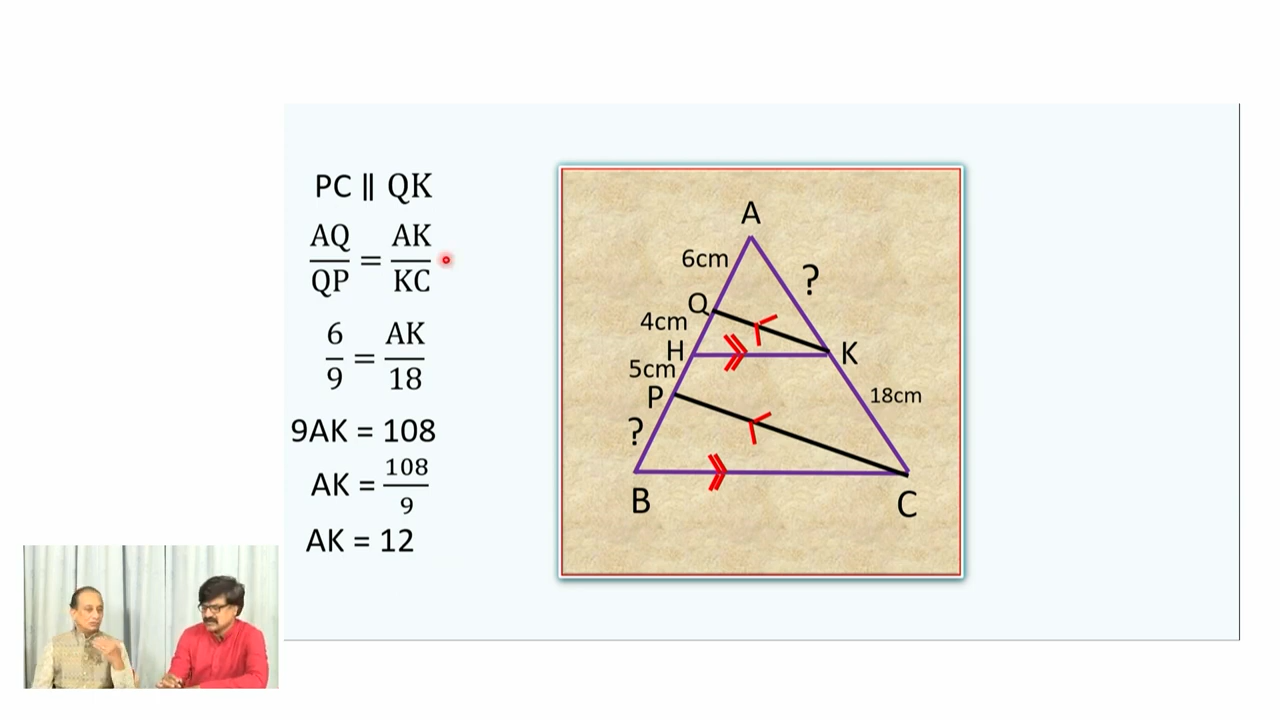 PC ∥ QK
AQ/QP = AK/KC
6/9 = AK/18
9AK = 108
AK = 108/9
AK = 12
A
6cm
?
Q
4cm
H
K
5cm
18cm
P
?
B
C